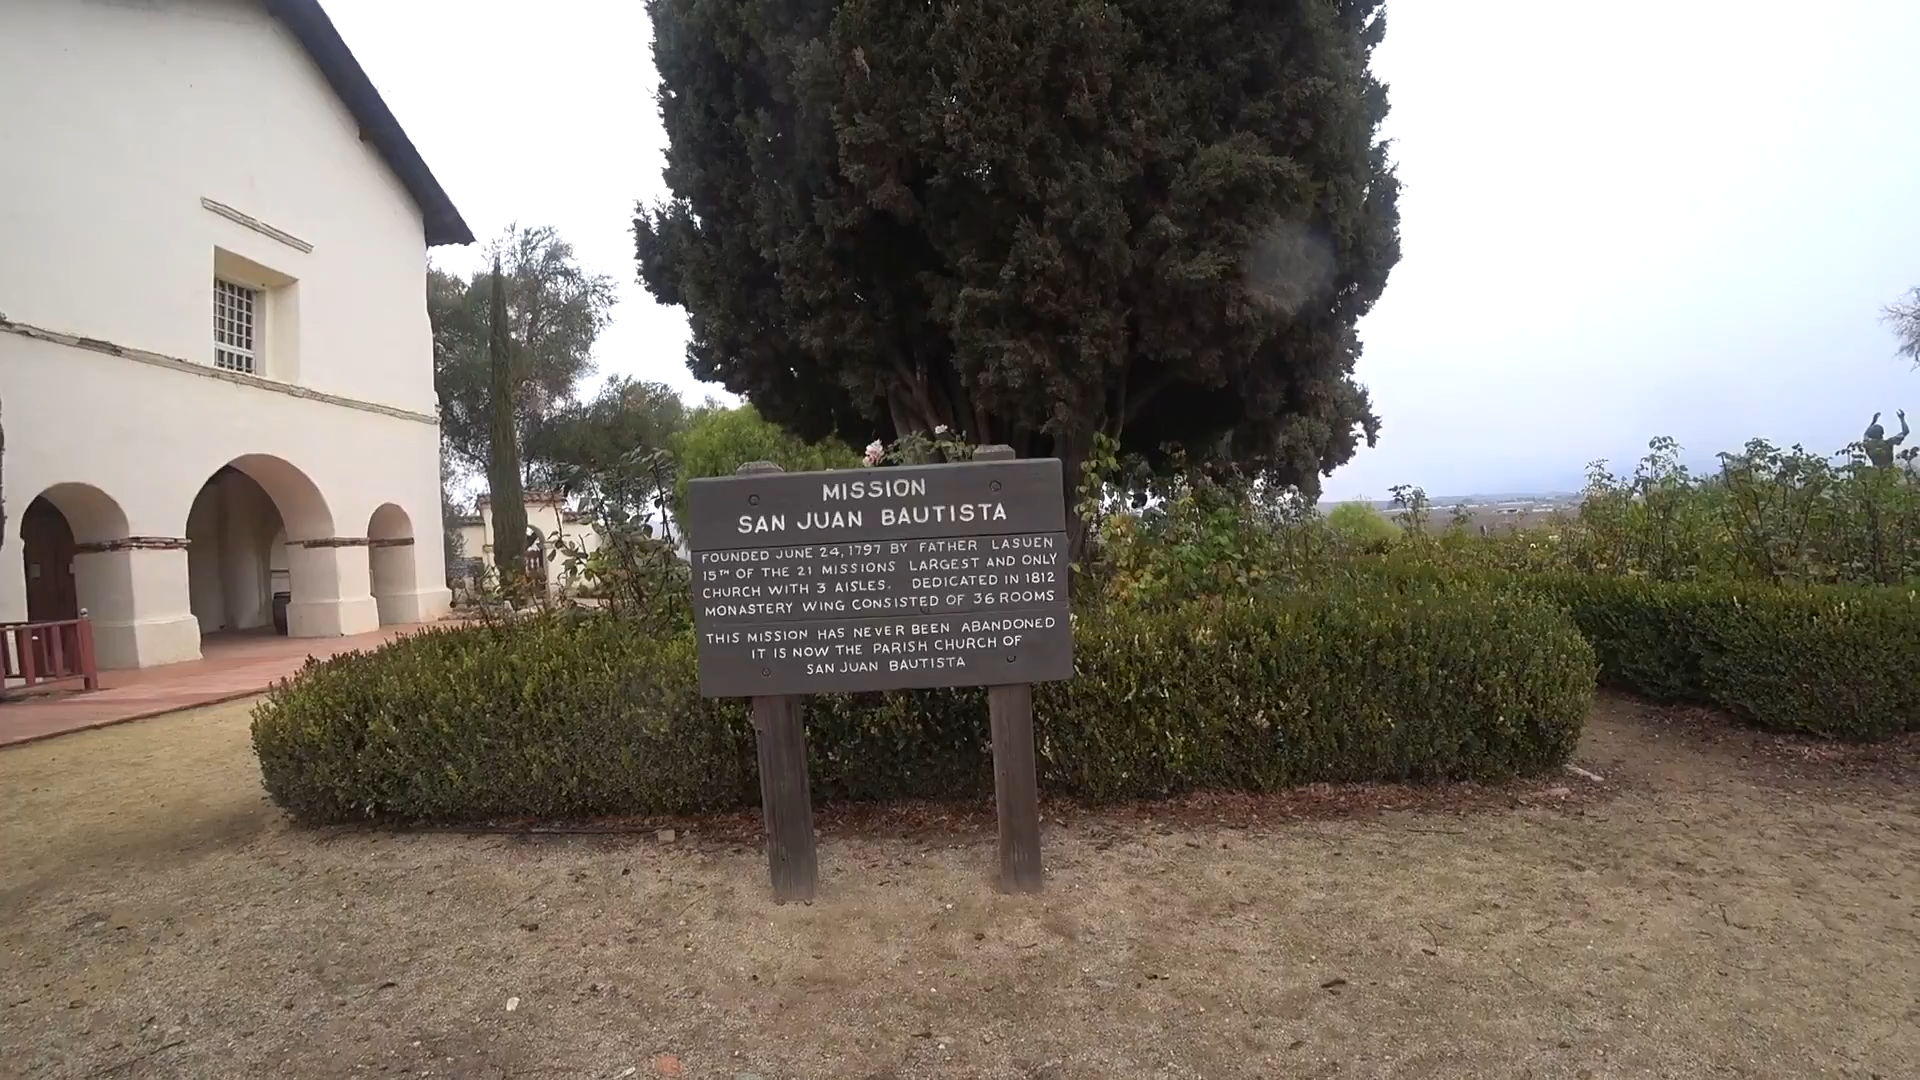 MISSION
SAN JUAN BAUTISTA
FOUNDED JUNE 24, 1797 BY FATHER LASUEN
15TH OF THE 21 MISSIONS LARGEST AND ONLY
CHURCH WITH 3 AISLES. DEDICATED IN 1812
MONASTERY WING CONSISTED OF 36 ROOMS
THIS MISSION HAS NEVER BEEN ABANDONED
IT IS NOW THE PARISH CHURCH OF
SAN JUAN BAUTISTA